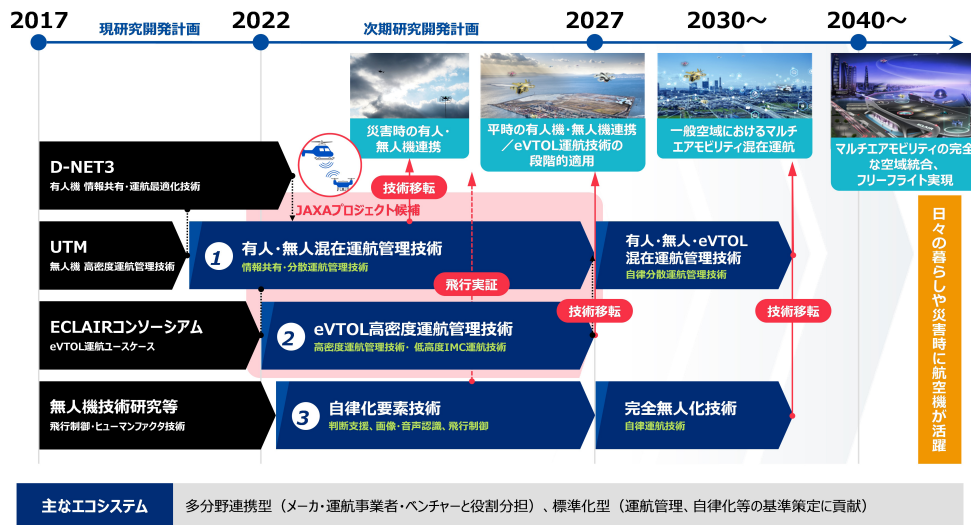 2017
2022
2027
2030～
2040～
現研究開発計画
次期研究開発計画
災害時の有人・
無人機連携
平時の有人機・無人機連携
／eVTOL運航技術の
段階的適用
一般空域におけるマルチ
エアモビリティ混在運航
マルチエアモビリティの完全
な空域統合、
フリーフライト実現
D-NET3
有人機 情報共有・運航最適化技術
技術移転
JAXAプロジェクト候補
UTM
無人機 高密度運航管理技術
1
有人・無人混在運航管理技術
情報共有・分散運航管理技術
有人・無人・eVTOL
混在運航管理技術
自律分散運航管理技術
飛行実証
技術移転
技術移転
ECLAIRコンソーシアム
eVTOL運航ユースケース
2
eVTOL高密度運航管理技術
高密度運航管理技術・ 低高度IMC運航技術
無人機技術研究等
飛行制御・ヒューマンファクタ技術
3
自律化要素技術
判断支援、画像・音声認識、飛行制御
完全無人化技術
自律運航技術
日々の暮らしや災害時に航空機が活躍
主なエコシステム
多分野連携型（メーカ・運航事業者・ベンチャーと役割分担）、標準化型（運航管理、自律化等の基準策定に貢献）